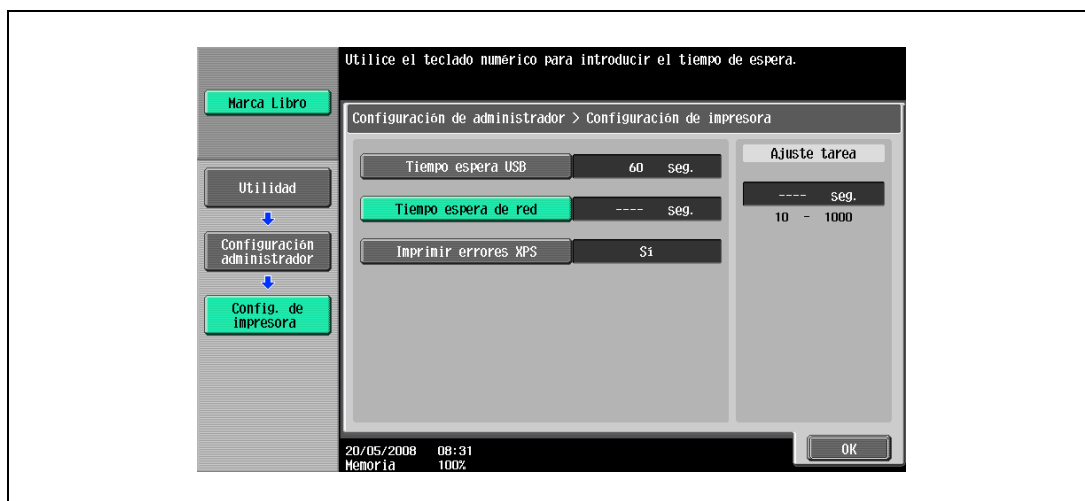 Utilice el teclado numérico para introducir el tiempo de espera.
Marca Libro
Configuración de administrador > Configuración de impresora
Ajuste tarea
Tiempo espera USB 60 seg.
Utilidad
---- seg.
Tiempo espera de red ---- seg.
10 - 1000
Configuración
administrador
Imprimir errores XPS Sí
Config. de
impresora
OK
20/05/2008 08:31
Memoria 100%